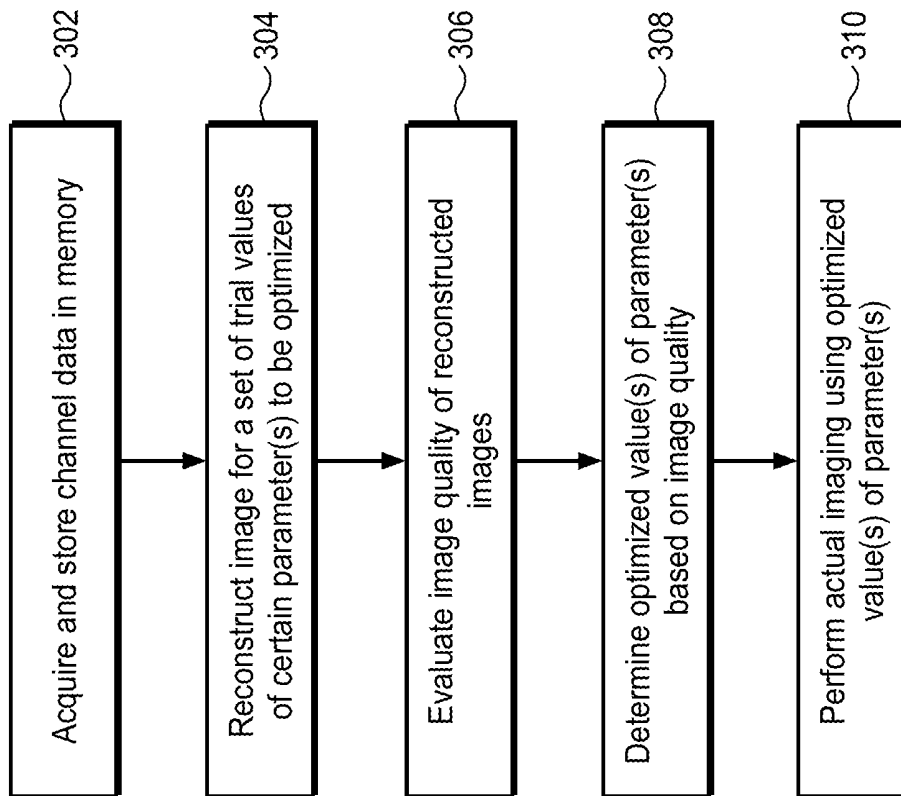 Acquire and store channel data in memory
302
Reconstruct image for a set of trial values
of certain parameter(s) to be optimized
304
Evaluate image quality of reconstructed
images
306
Determine optimized value(s) of parameter(s)
based on image quality
308
Perform actual imaging using optimized
value(s) of parameter(s)
310